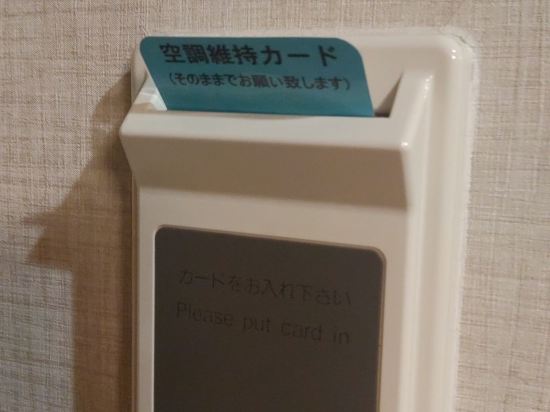 空調維持カード
(そのままでお願い致します)
カードをお入れ下さい
Please put card in